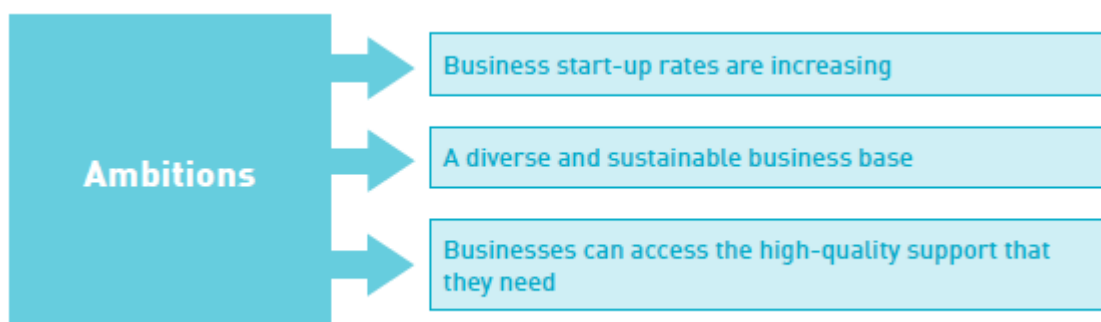 Ambitions
Business start-up rates are increasing
A diverse and sustainable business base
Businesses can access the high-quality support that
they need